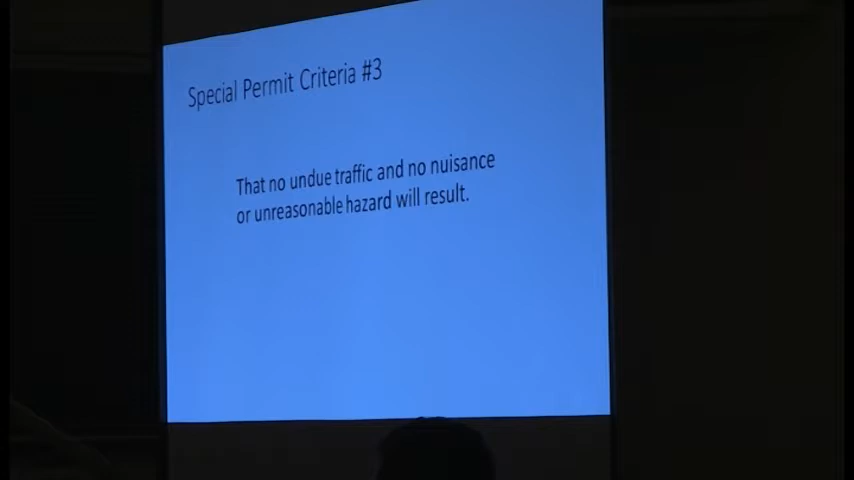 Special Permit Criteria #3
That no undue traffic and no nuisance
or unreasonable hazard will result.